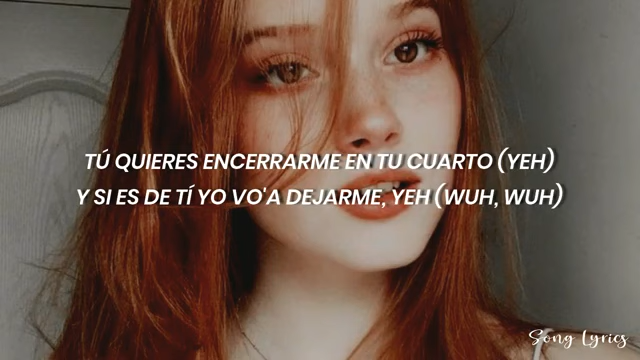 TÚ QUIERES ENCERRARME EN TU CUARTO (YEH)
Y SI ES DE TÍ YO VO'A DEJARME, YEH (WUH, WUH)
Song Lyrics